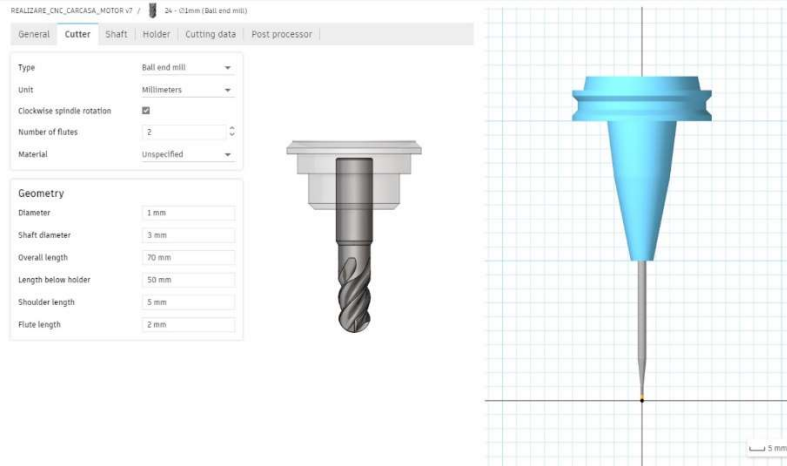 REALIZARE_CNC_CARCASA_MOTOR v7 / 24 - Ø1mm (Ball end mill)
General Cutter Shaft Holder Cutting data Post processor
Type Ball end mill
Unit Millimeters
Clockwise spindle rotation
Number of flutes 2
Material Unspecified
Geometry
Diameter 1 mm
Shaft diameter 3 mm
Overall length 70 mm
Length below holder 50 mm
Shoulder length 5 mm
Flute length 2 mm
5 mm